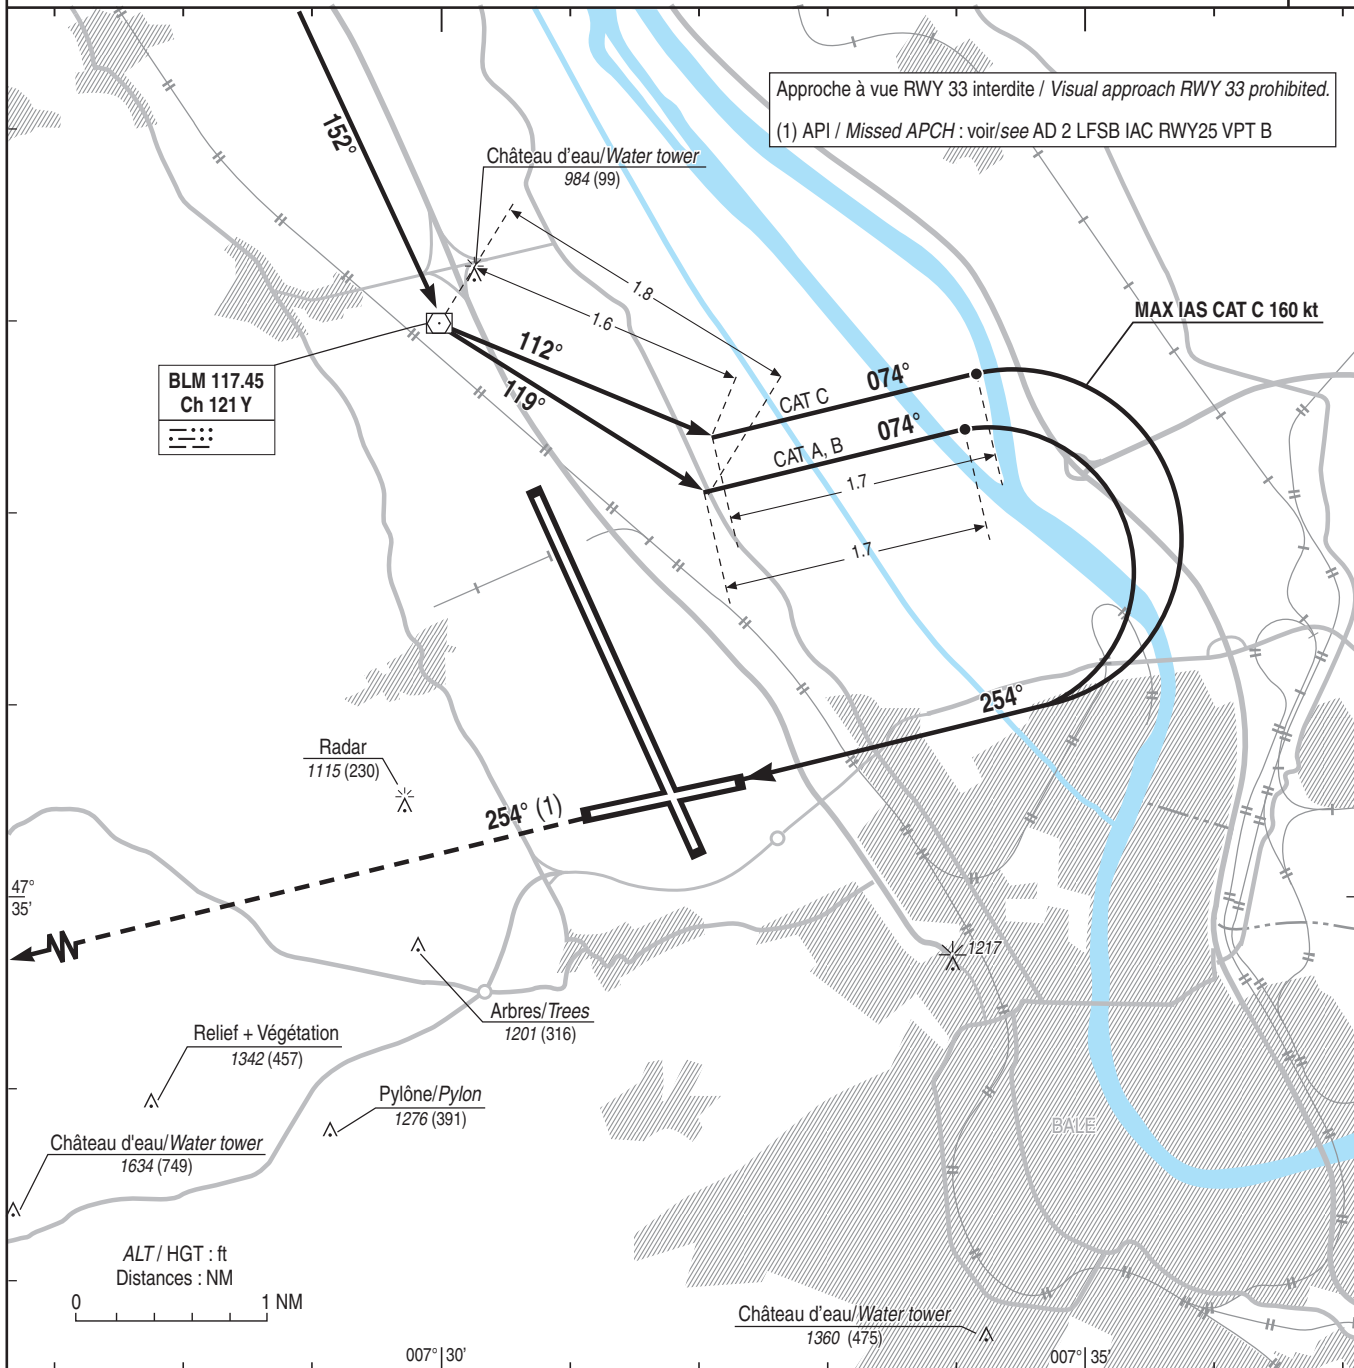 Approche à vue RWY 33 interdite / Visual approach RWY 33 prohibited.
(1) API / Missed APCH : voir/see AD 2 LFSB IAC RWY25 VPT B
152°
Château d'eau/Water tower
984 (99)
1.8
1.6
MAX IAS CAT C 160 kt
112°
119°
BLM 117.45
Ch 121 Y
CAT C
074°
CAT A, B
074°
1.7
1.7
254°
Radar
1115 (230)
254° (1)
47°
35'
1217
Arbres/Trees
1201 (316)
Relief + Végétation
1342 (457)
Pylône/Pylon
1276 (391)
BALE
Château d'eau/Water tower
1634 (749)
ALT / HGT : ft
Distances : NM
0 1 NM
Château d'eau/Water tower
1360 (475)
007° 30'
007° 35'